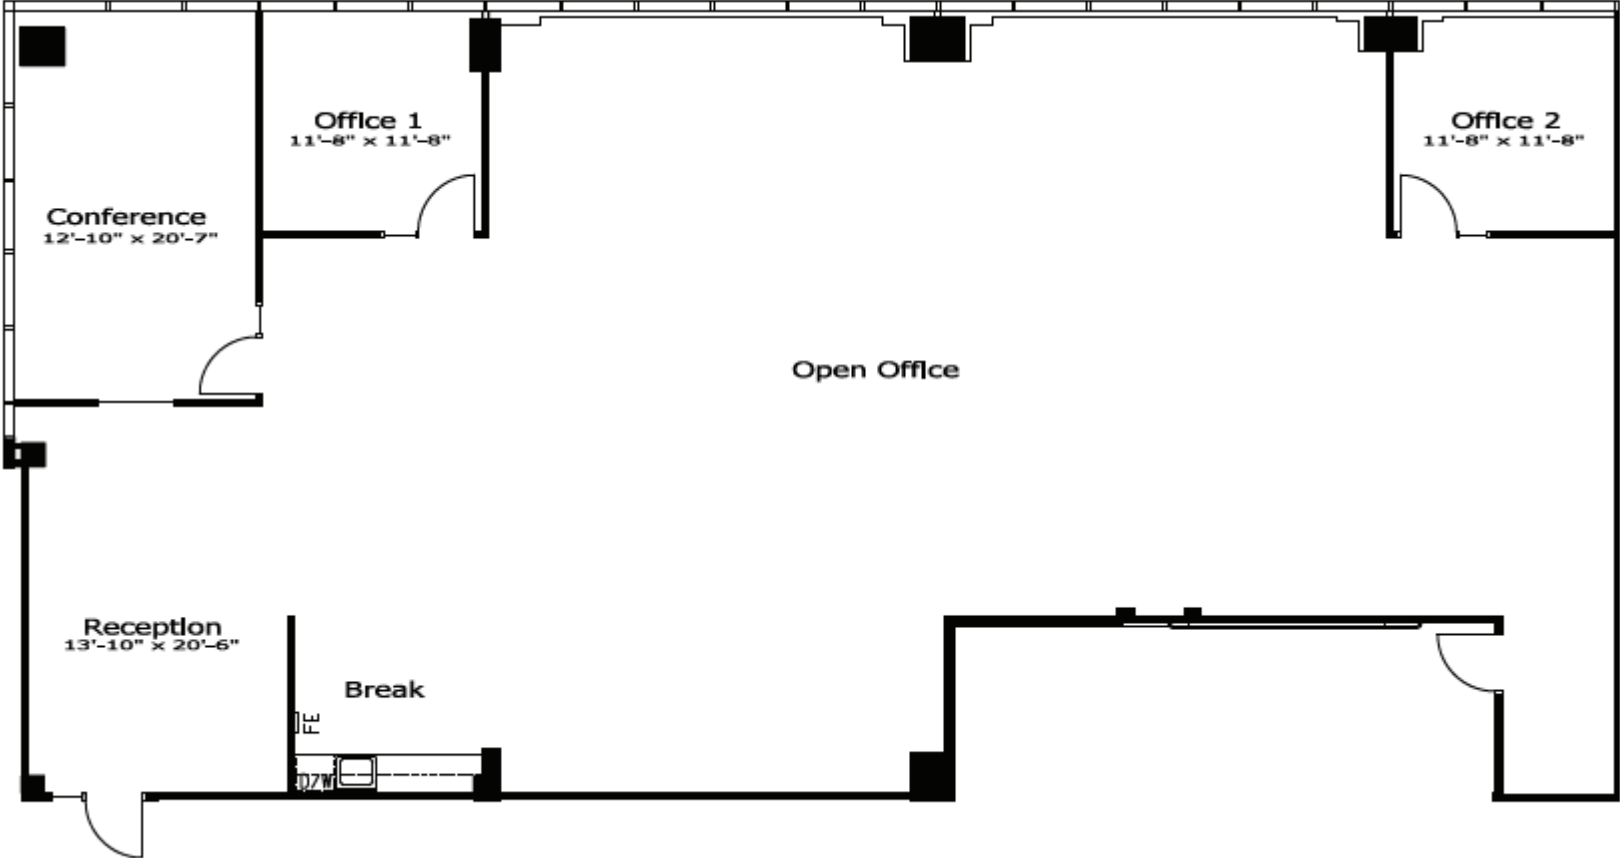 Office 1
11'-8" x 11'-8"
Office 2
11'-8" x 11'-8"
Conference
12'-10" x 20'-7"
Open Office
Reception
13'-10" x 20'-6"
Break
FE
D/W